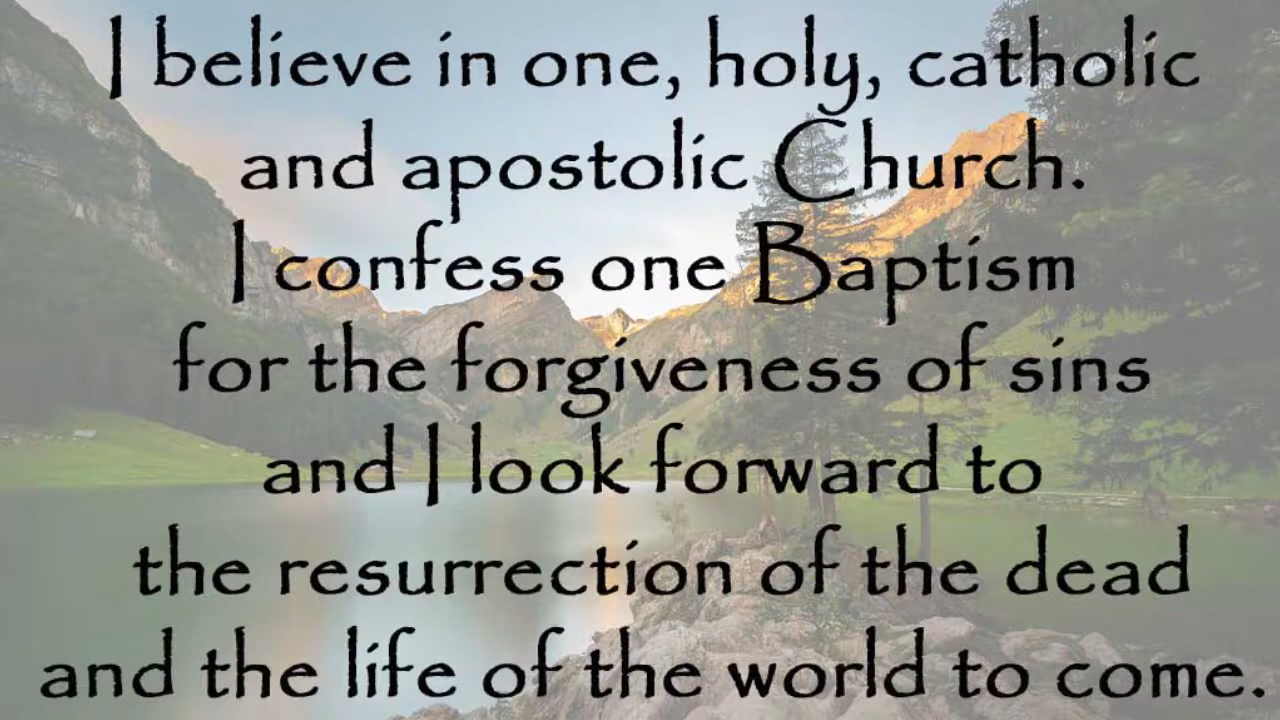 I believe in one, holy, catholic
and apostolic Church.
I confess one Baptism
for the forgiveness of sins
and I look forward to
the resurrection of the dead
and the life of the world to come.